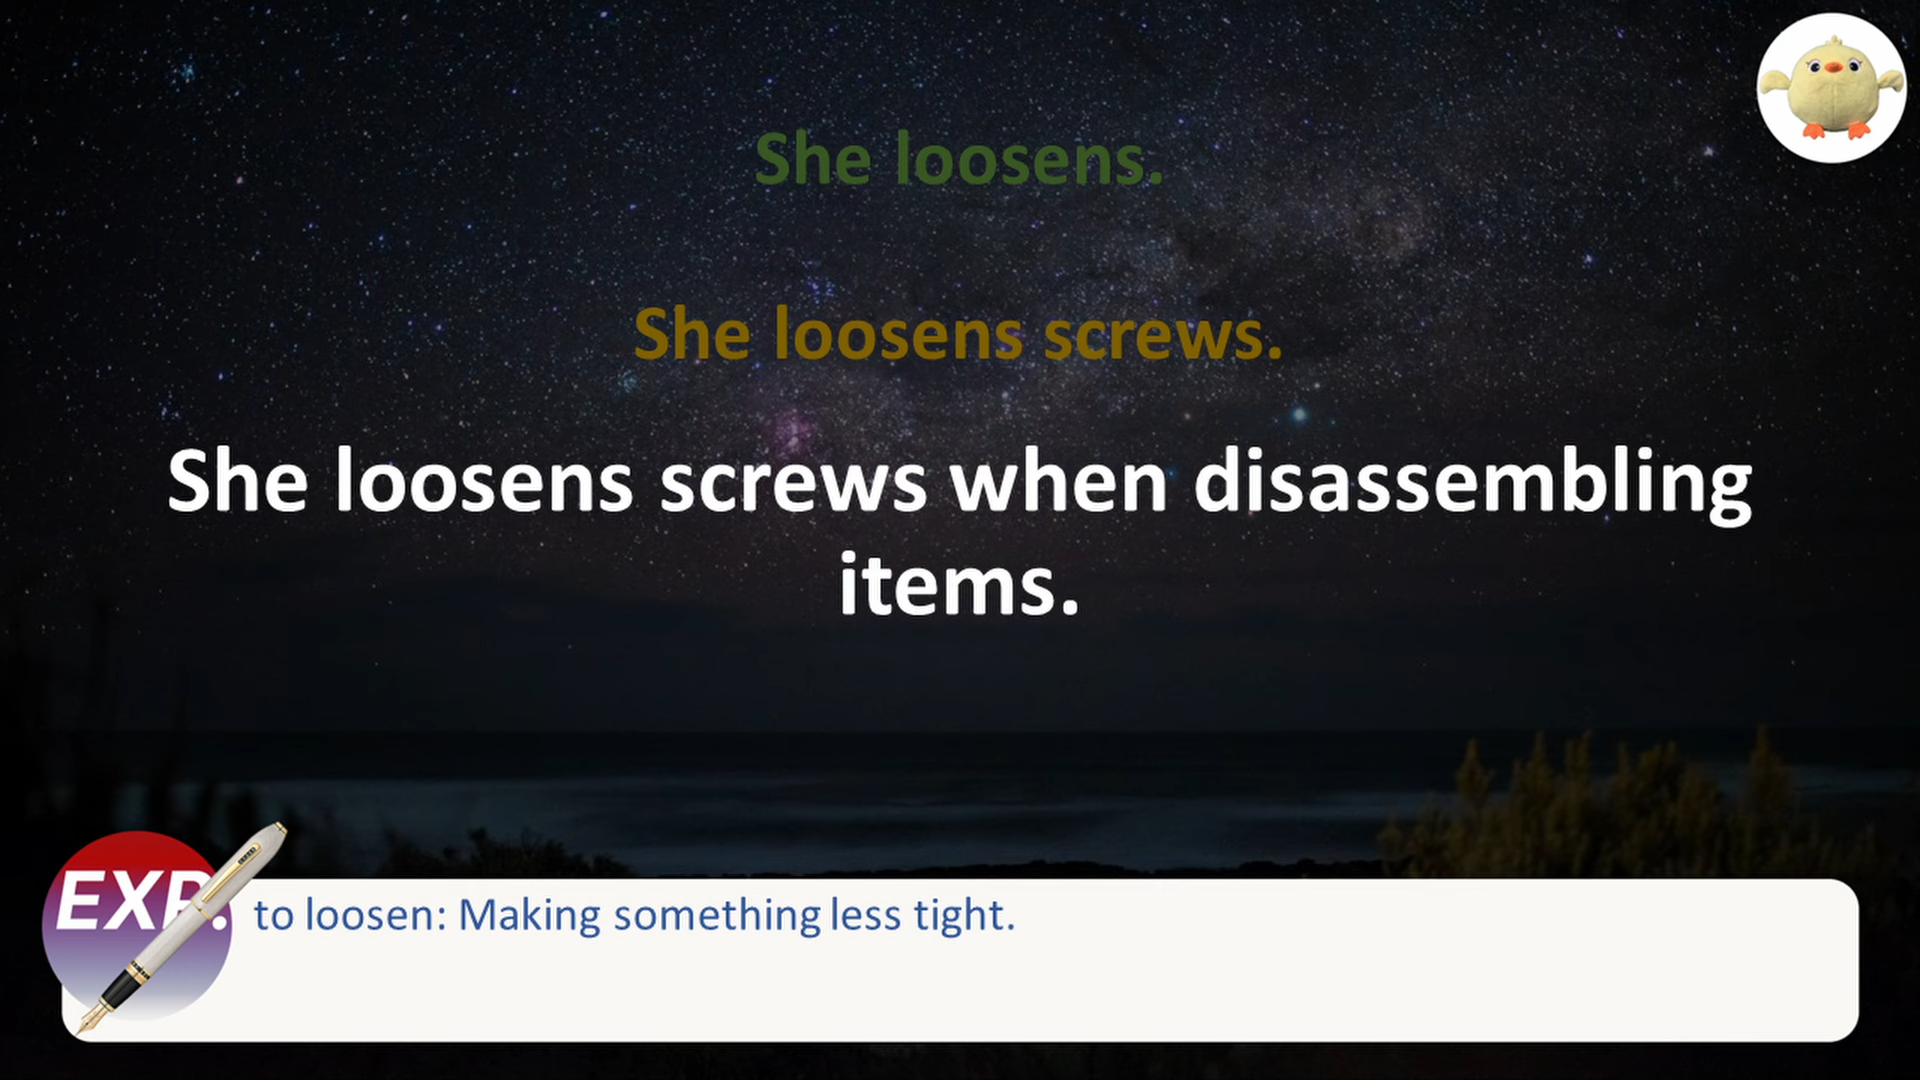 She loosens.
She loosens screws.
She loosens screws when disassembling
items.
EXP.
to loosen: Making something less tight.